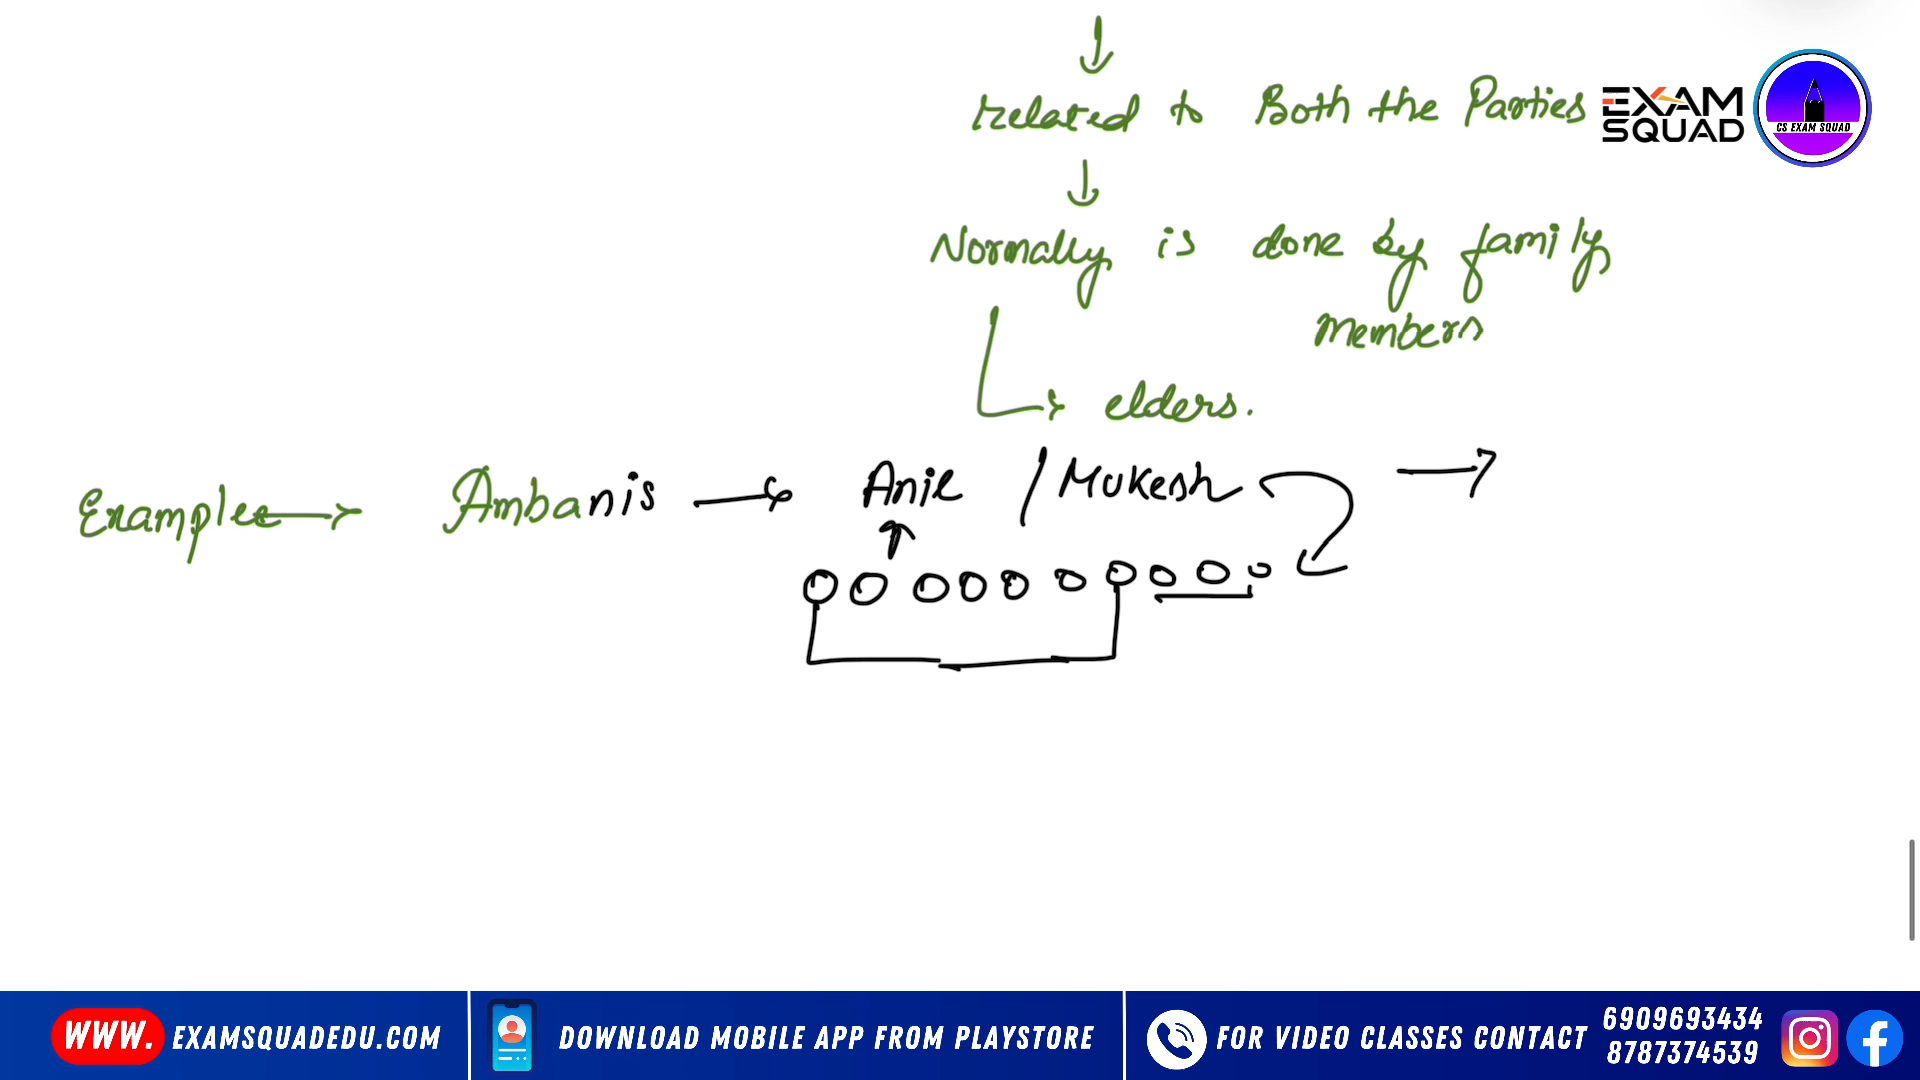 related to Both the Parties
EXAM
SQUAD
CS EXAM SQUAD
Normally is done by family
Members
elders.
Example Ambanis Anil / Mukesh
WWW. EXAMSQUADEDU.COM
DOWNLOAD MOBILE APP FROM PLAYSTORE
FOR VIDEO CLASSES CONTACT
6909693434
8787374539